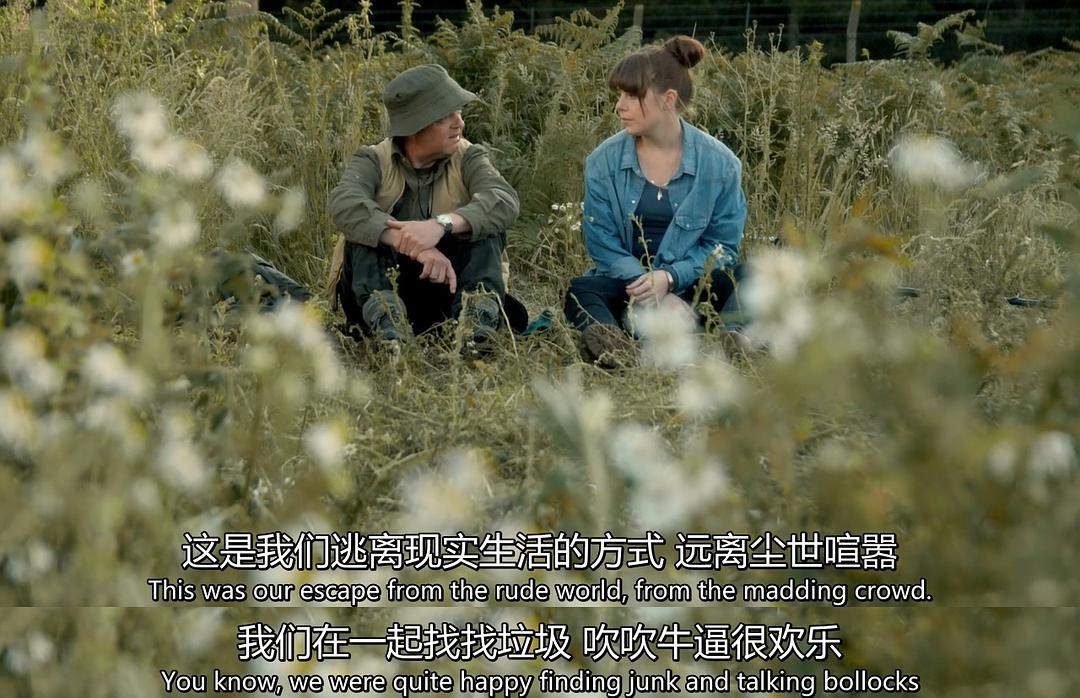 这是我们逃离现实生活的方式 远离尘世喧嚣
This was our escape from the rude world, from the madding crowd.
我们在一起找找垃圾 吹吹牛逼很欢乐
You know, we were quite happy finding junk and talking bollocks